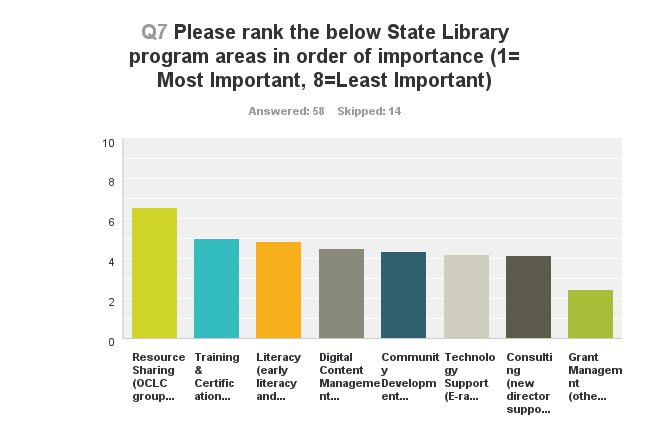 Q7 Please rank the below State Library
program areas in order of importance (1=
Most Important, 8=Least Important)
Answered: 58 Skipped: 14
10
8
6
4
2
0
Resource
Sharing
(OCLC
group...
Training
&
Certific
ation...
Literacy
(early
literacy
and...
Digital
Content
Manageme
nt...
Communit
y
Developm
ent...
Technolo
gy
Support
(E-ra...
Consulti
ng
(new
director
suppo...
Grant
Managem
nt
(othe...